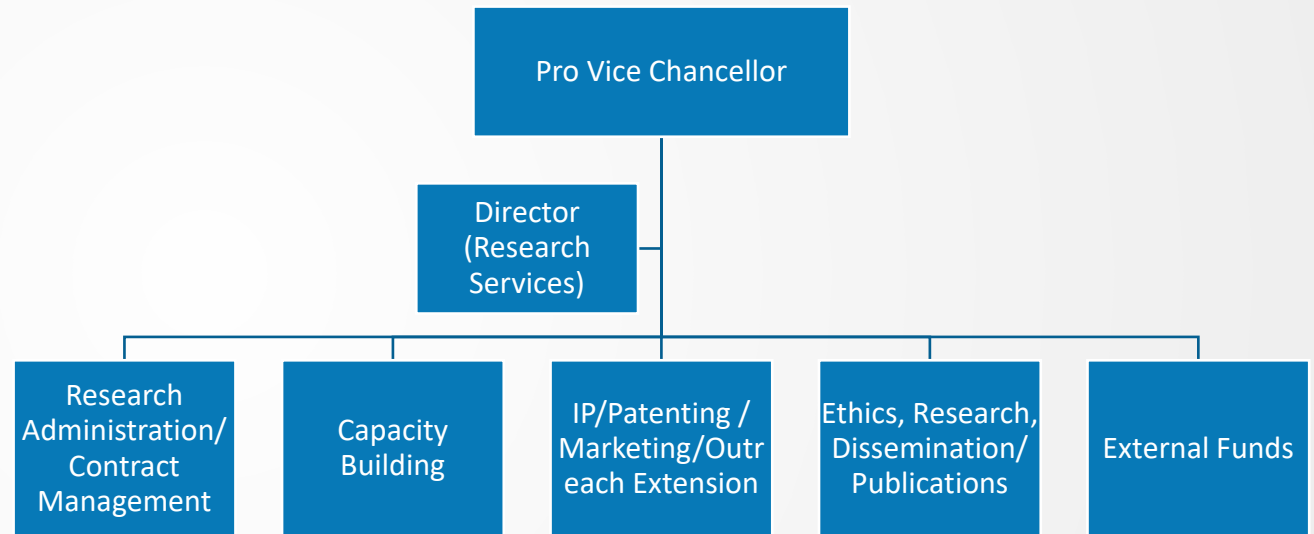 Pro Vice Chancellor
Director
(Research
Services)
Research
Administration/
Contract
Management
Capacity
Building
IP/Patenting /
Marketing/Outr
each Extension
Ethics, Research,
Dissemination/
Publications
External Funds